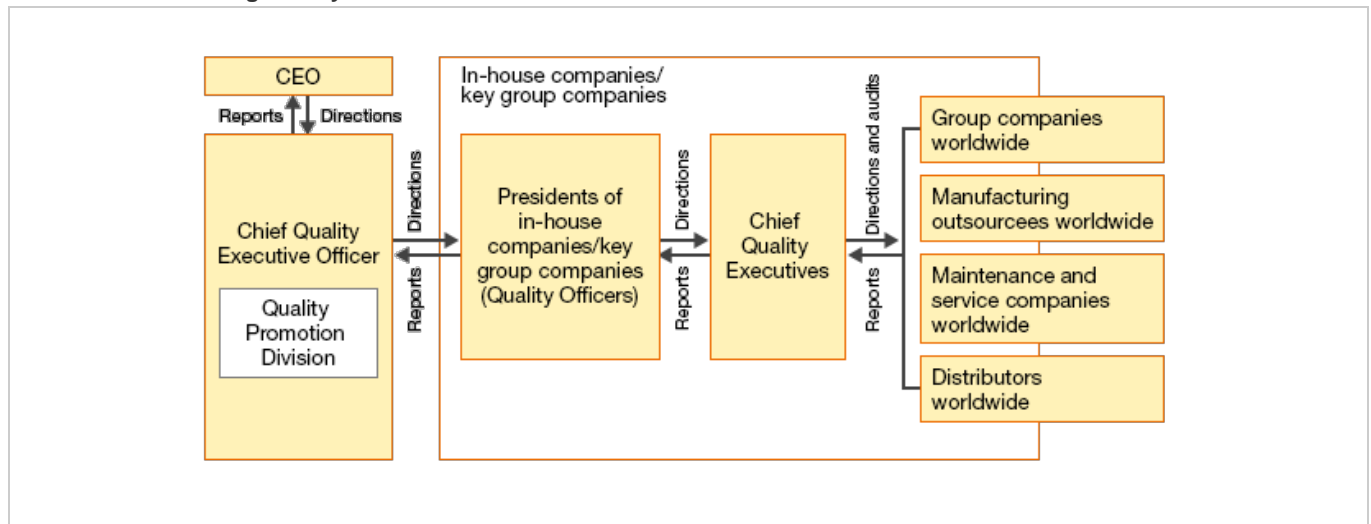 CEO
Reports
Directions
Chief Quality
Executive Officer
Quality
Promotion
Division
Directions
Reports
In-house companies/
key group companies
Presidents of
in-house
companies/key
group companies
(Quality Officers)
Directions
Reports
Chief
Quality
Executives
Directions and audits
Reports
Group companies
worldwide
Manufacturing
outsourcees worldwide
Maintenance and
service companies
worldwide
Distributors
worldwide